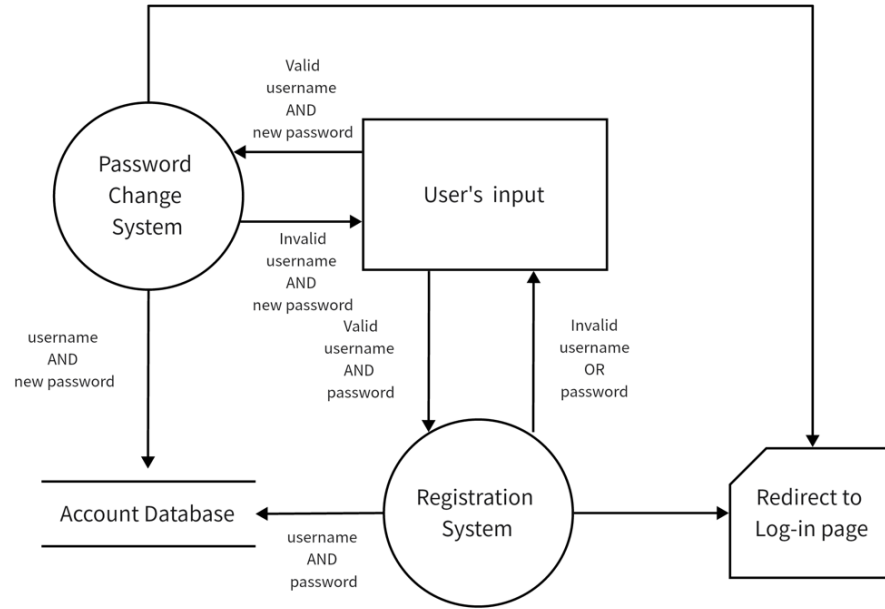 Valid
username
AND
new password
Password
Change
System
User's input
Invalid
username
AND
new password
username
AND
new password
Valid
username
AND
password
Invalid
username
OR
password
Account Database
Registration
System
Redirect to
Log-in page
username
AND
password